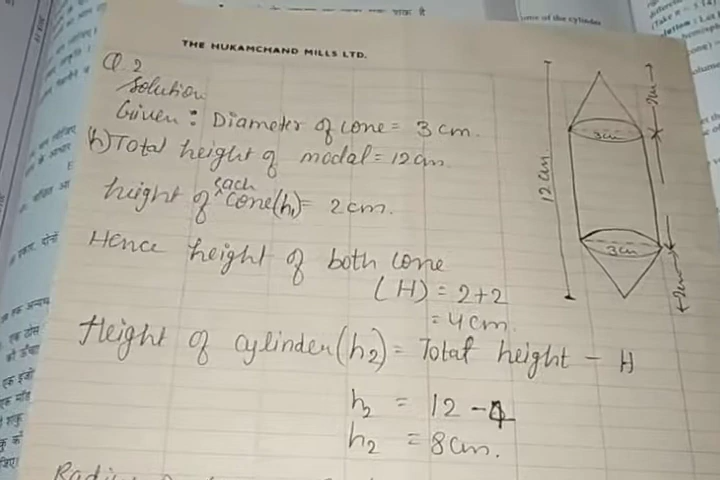 THE HUKAMCHAND MILLS LTD.
Q.2
Solution
Given: Diameter of cone = 3 cm.
(h) Total height of modal = 12 cm.
height of each cone (h1) = 2 cm.
Hence height of both cone
(H) = 2+2
= 4 cm.
Height of cylinder (h2) = Total height - H
h2 = 12 - 4
h2 = 8 cm.
12 cm
2cm
3cm
3cm
2cm